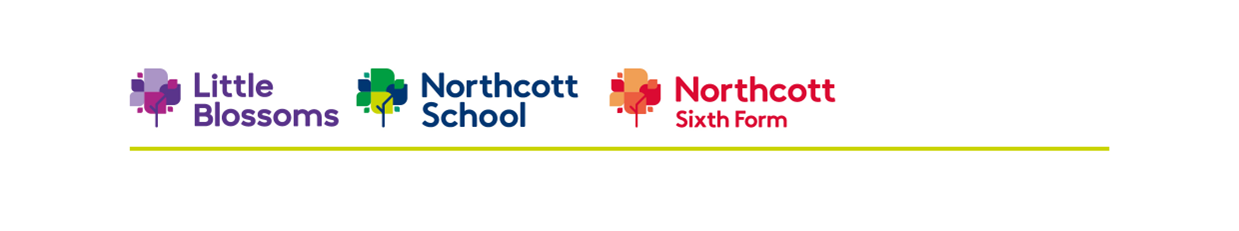 Little
Blossoms
Northcott
School
Northcott
Sixth Form